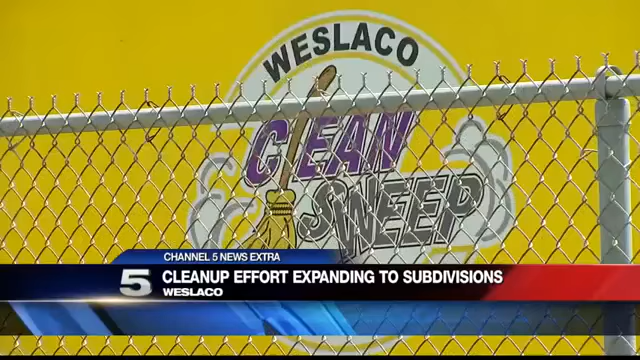 WESLACO
CLEAN
SWEEP
CHANNEL 5 NEWS EXTRA
5 CLEANUP EFFORT EXPANDING TO SUBDIVISIONS
WESLACO